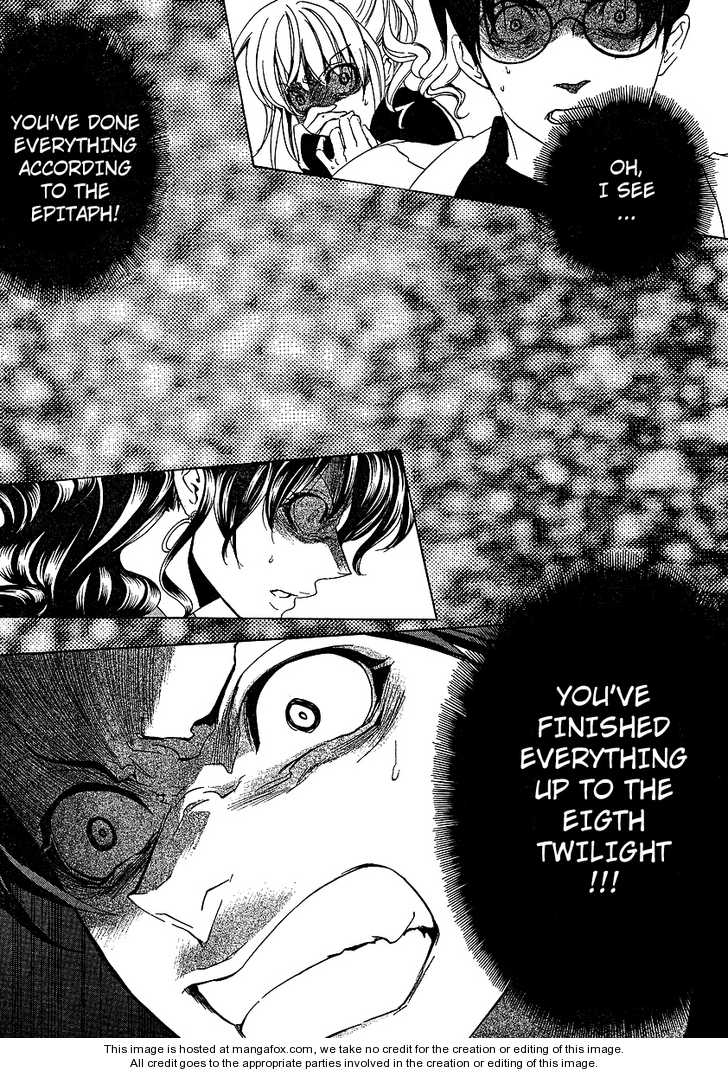 OH,
I SEE
...
YOU'VE DONE
EVERYTHING
ACCORDING
TO THE
EPITAPH!
YOU'VE
FINISHED
EVERYTHING
UP TO THE
EIGTH
TWILIGHT
!!!
This image is hosted at mangafox.com, we take no credit for the creation or editing of this image.
All credit goes to the appropriate parties involved in the creation or editing of this image.